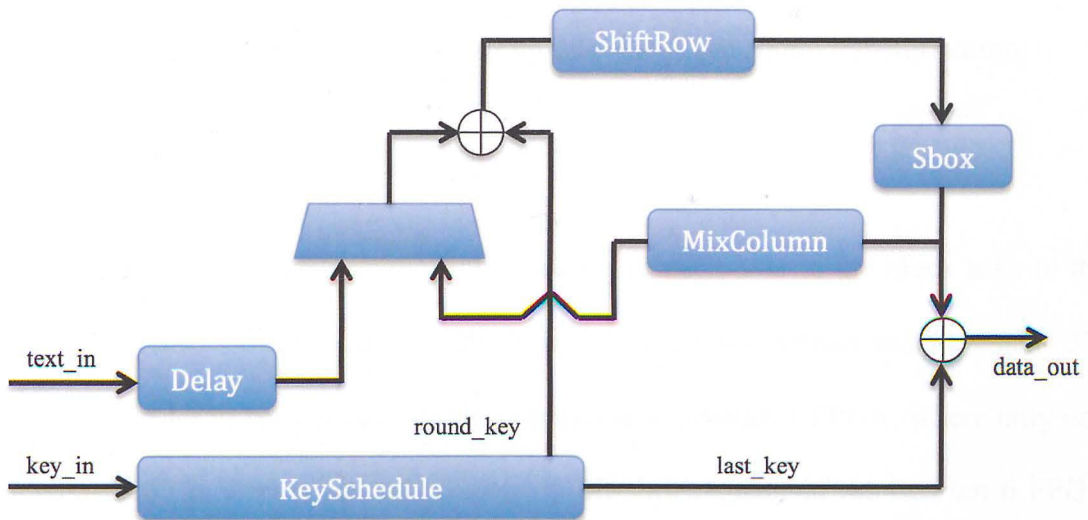 ShiftRow
Sbox
MixColumn
text_in
Delay
data_out
round_key
key_in
KeySchedule
last_key